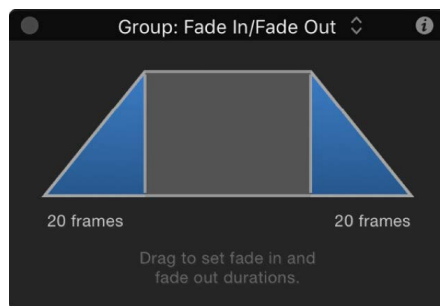 Group: Fade In/Fade Out
20 frames
20 frames
Drag to set fade in and
fade out durations.